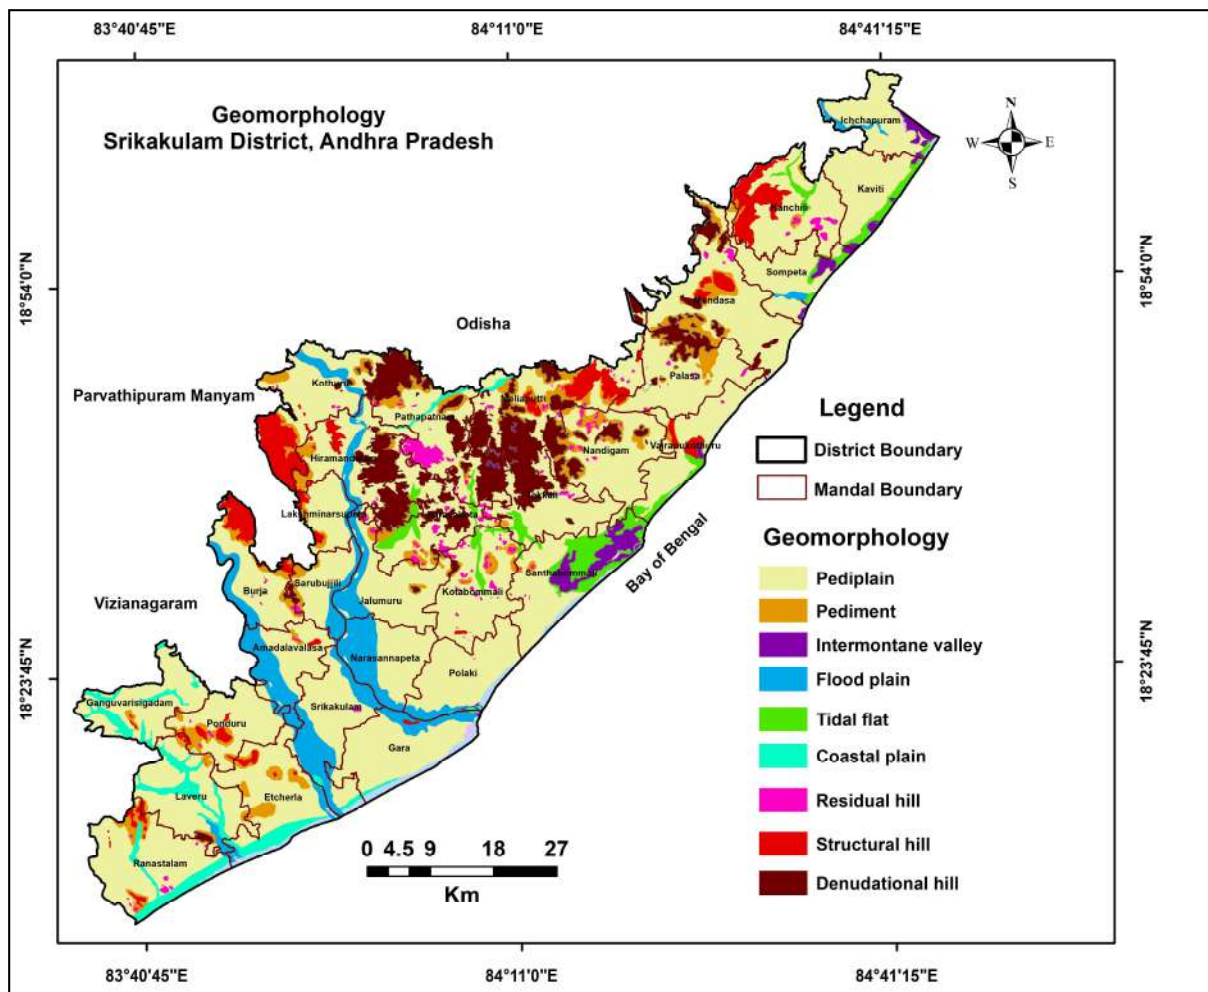 83°40'45"E
84°11'0"E
84°41'15"E
Geomorphology
Srikakulam District, Andhra Pradesh
N
W
E
S
Ichchapuram
Kaviti
Kanchili
Sompeta
18°54'0"N
18°54'0"N
Mandasa
Odisha
Palasa
Parvathipuram Manyam
Kothuru
Pathapatnam
Meliaputti
Nandigam
Vajrapukotturu
Hiramandalam
Tekkali
Lakshminarsupeta
Bay of Bengal
Santhabommali
Vizianagaram
Burja
Sarubujjili
Jalumuru
Kotabommali
Amadalavalasa
Narasannapeta
Polaki
18°23'45"N
18°23'45"N
Ganguvarisigadam
Ponduru
Srikakulam
Gara
Laveru
Etcherla
Ranastalam
0 4.5 9 18 27
Km
Legend
District Boundary
Mandal Boundary
Geomorphology
Pediplain
Pediment
Intermontane valley
Flood plain
Tidal flat
Coastal plain
Residual hill
Structural hill
Denudational hill
83°40'45"E
84°11'0"E
84°41'15"E